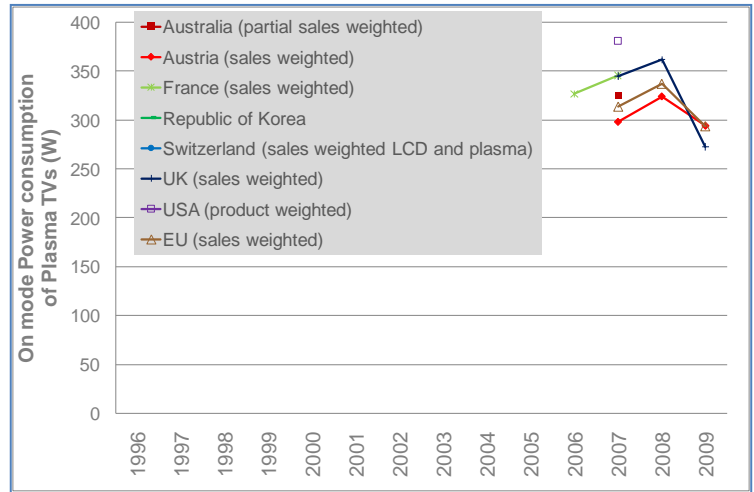 On mode Power consumption
of Plasma TVs (W)
400
350
300
250
200
150
100
50
0
Australia (partial sales weighted)
Austria (sales weighted)
France (sales weighted)
Republic of Korea
Switzerland (sales weighted LCD and plasma)
UK (sales weighted)
USA (product weighted)
EU (sales weighted)
1996
1997
1998
1999
2000
2001
2002
2003
2004
2005
2006
2007
2008
2009